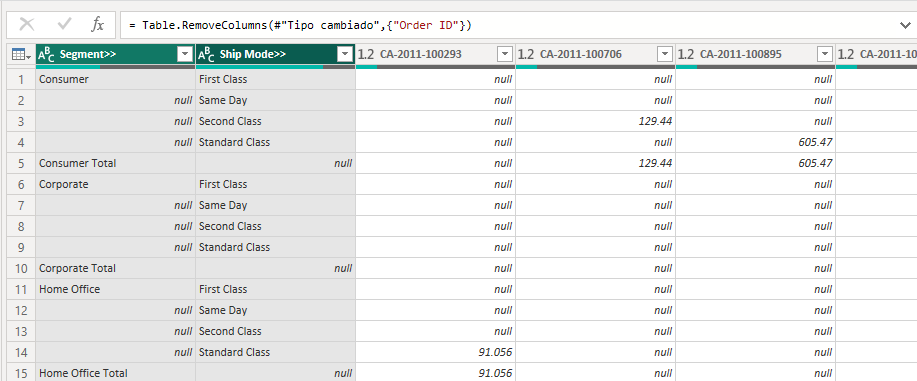 = Table.RemoveColumns(#"Tipo cambiado",{"Order ID"})
Segment>> Ship Mode>> 1.2 CA-2011-100293 1.2 CA-2011-100706 1.2 CA-2011-100895 1.2 CA-2011-10
1 Consumer First Class null null null
2 null Same Day null null null
3 null Second Class null 129.44 null
4 null Standard Class null null 605.47
5 Consumer Total null null 129.44 605.47
6 Corporate First Class null null null
7 null Same Day null null null
8 null Second Class null null null
9 null Standard Class null null null
10 Corporate Total null null null null
11 Home Office First Class null null null
12 null Same Day null null null
13 null Second Class null null null
14 null Standard Class 91.056 null null
15 Home Office Total null 91.056 null null